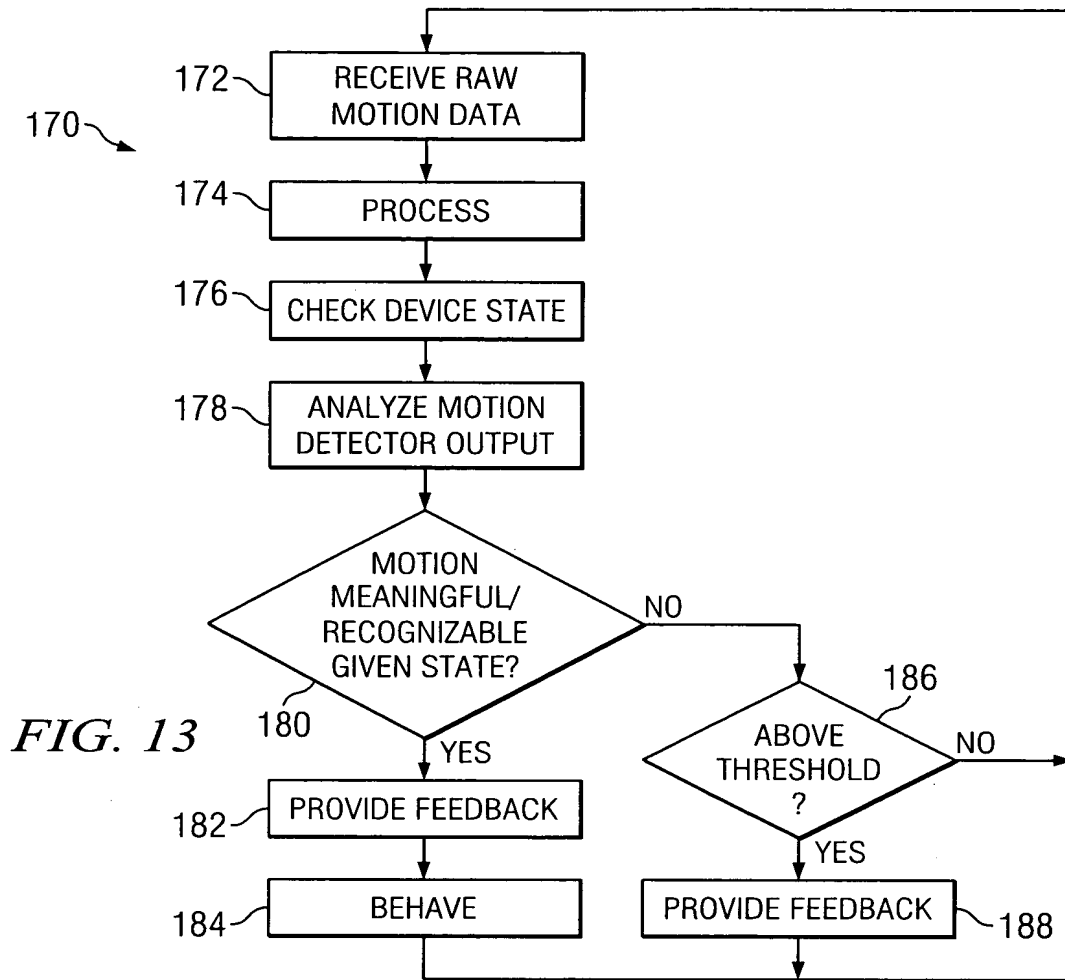 172
RECEIVE RAW
MOTION DATA
170
174
PROCESS
176
CHECK DEVICE STATE
178
ANALYZE MOTION
DETECTOR OUTPUT
MOTION
MEANINGFUL/
RECOGNIZABLE
GIVEN STATE?
NO
180
YES
186
ABOVE
THRESHOLD
?
NO
YES
FIG. 13
182
PROVIDE FEEDBACK
184
BEHAVE
PROVIDE FEEDBACK
188